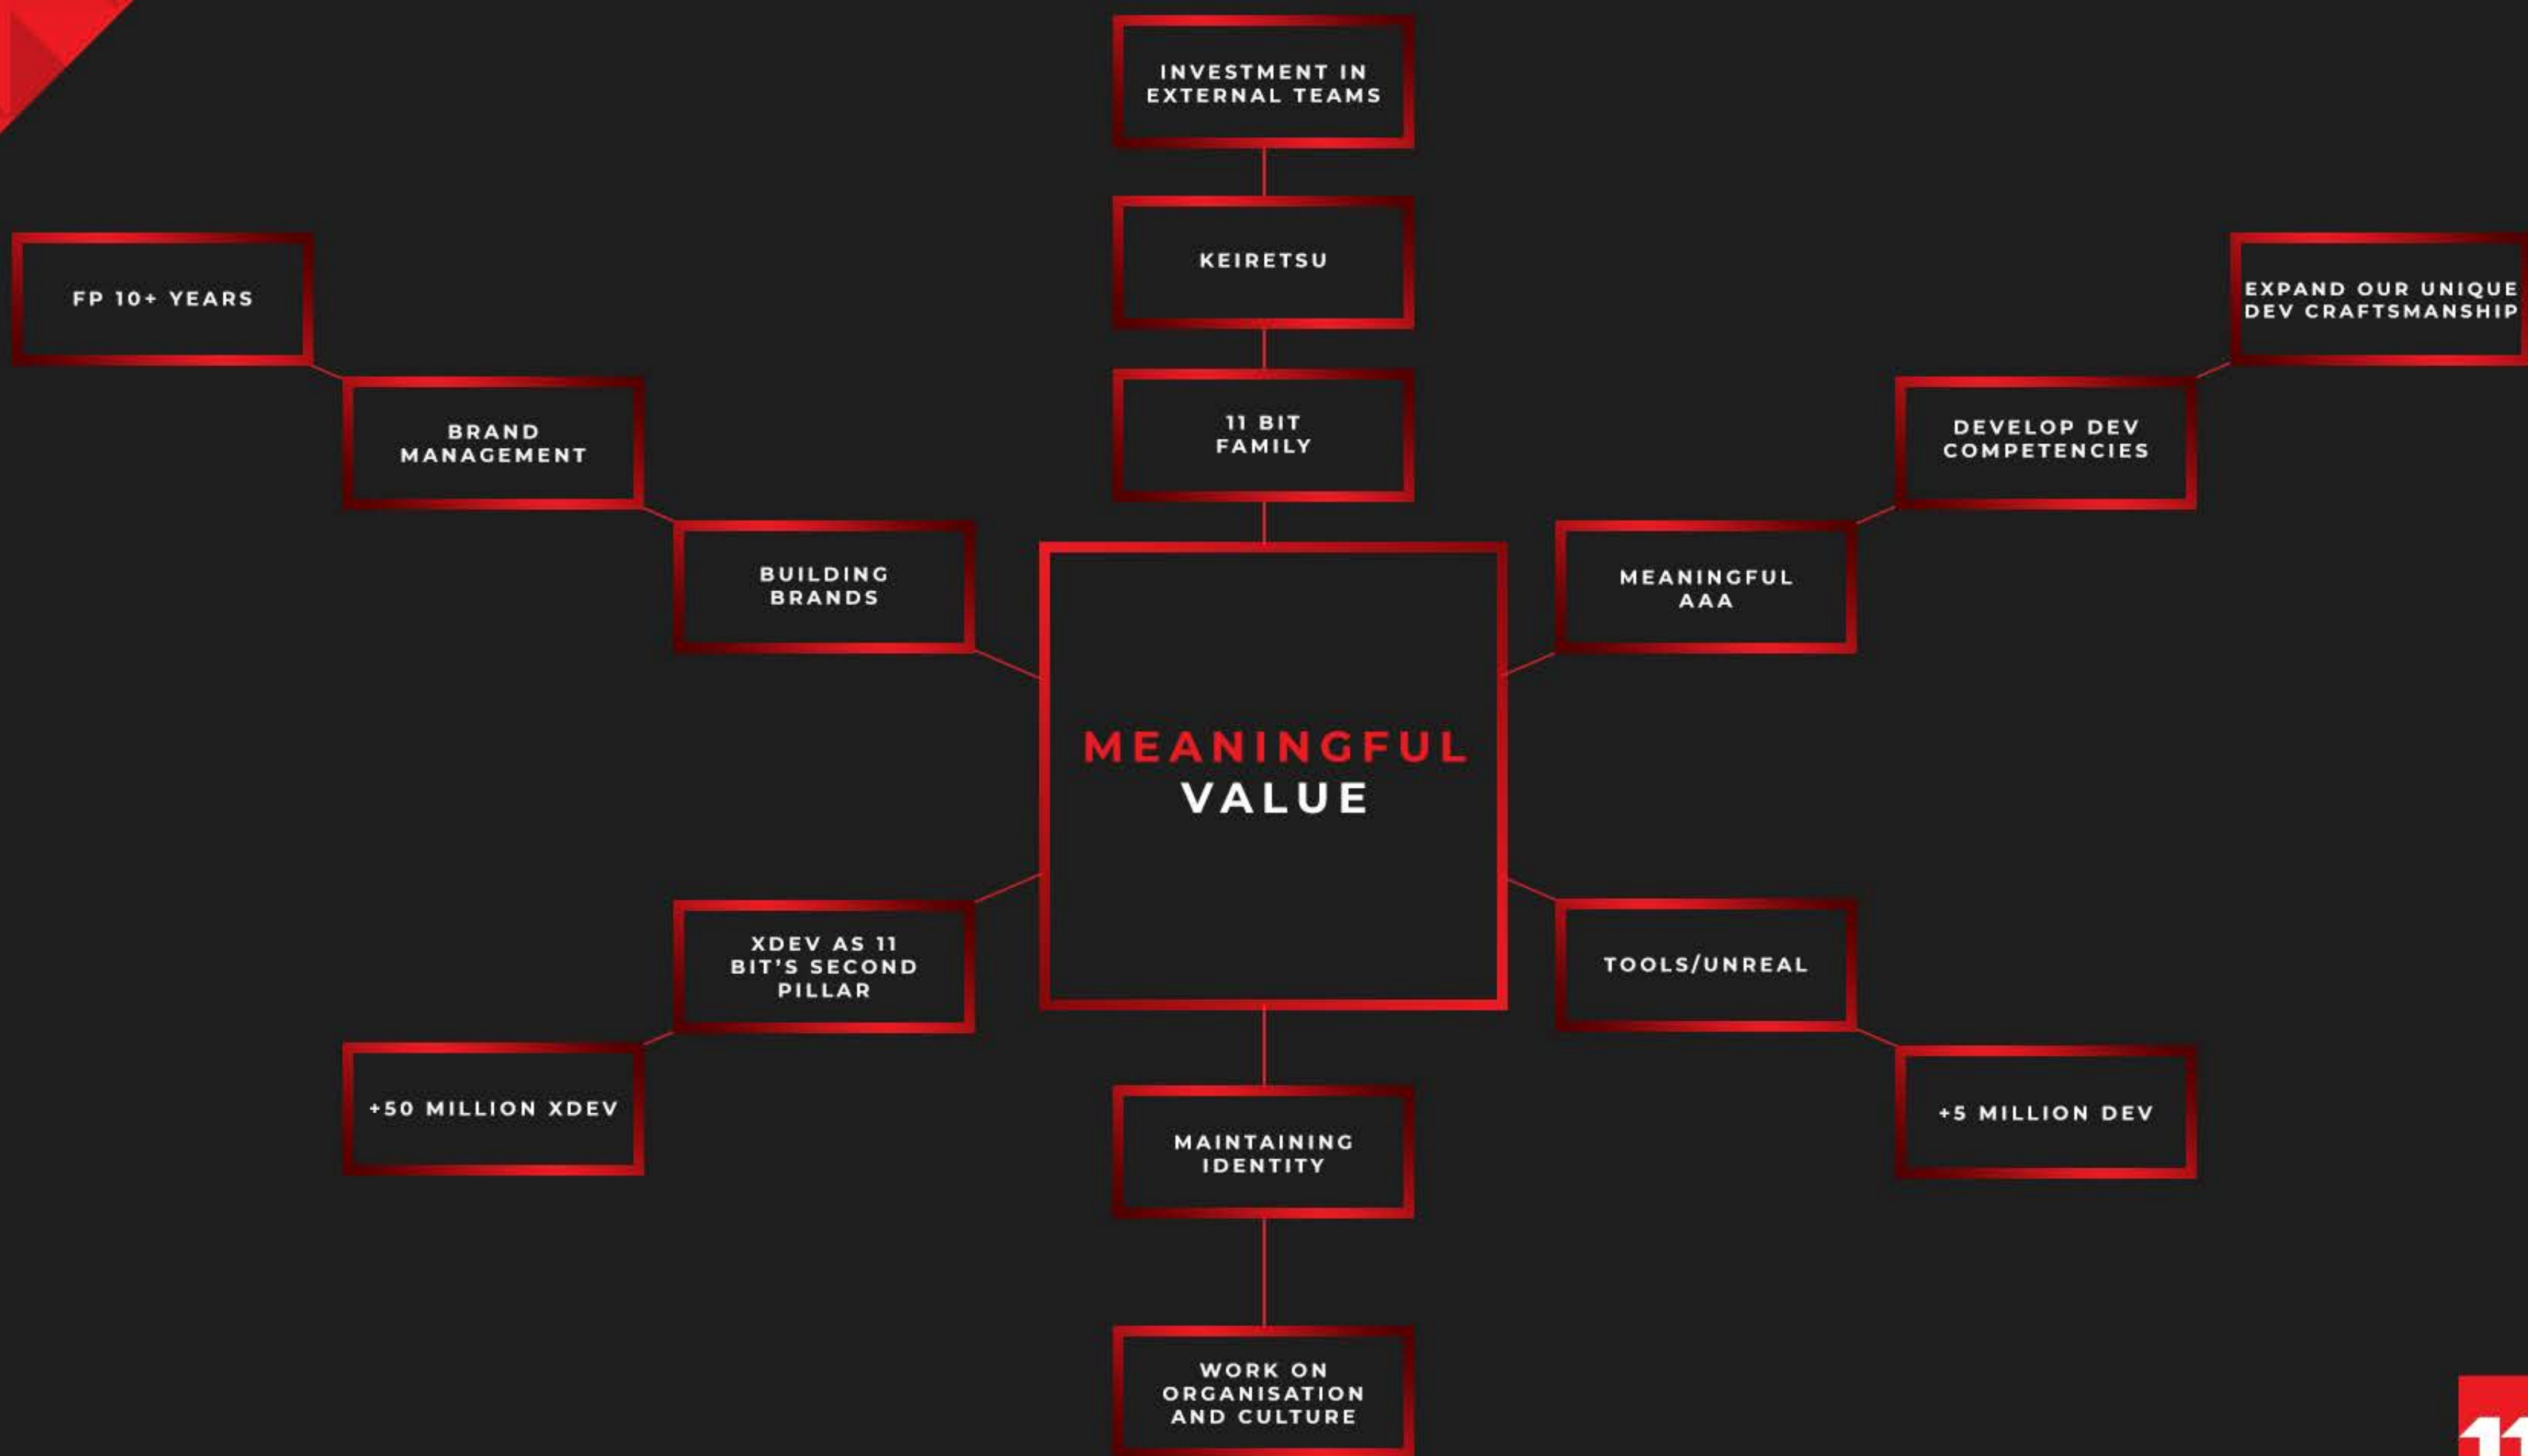 INVESTMENT IN
EXTERNAL TEAMS
KEIRETSU
11 BIT
FAMILY
FP 10+ YEARS
BRAND
MANAGEMENT
BUILDING
BRANDS
EXPAND OUR UNIQUE
DEV CRAFTSMANSHIP
DEVELOP DEV
COMPETENCIES
MEANINGFUL
AAA
MEANINGFUL
VALUE
XDEV AS 11
BIT’S SECOND
PILLAR
+50 MILLION XDEV
TOOLS/UNREAL
+5 MILLION DEV
MAINTAINING
IDENTITY
WORK ON
ORGANISATION
AND CULTURE
11